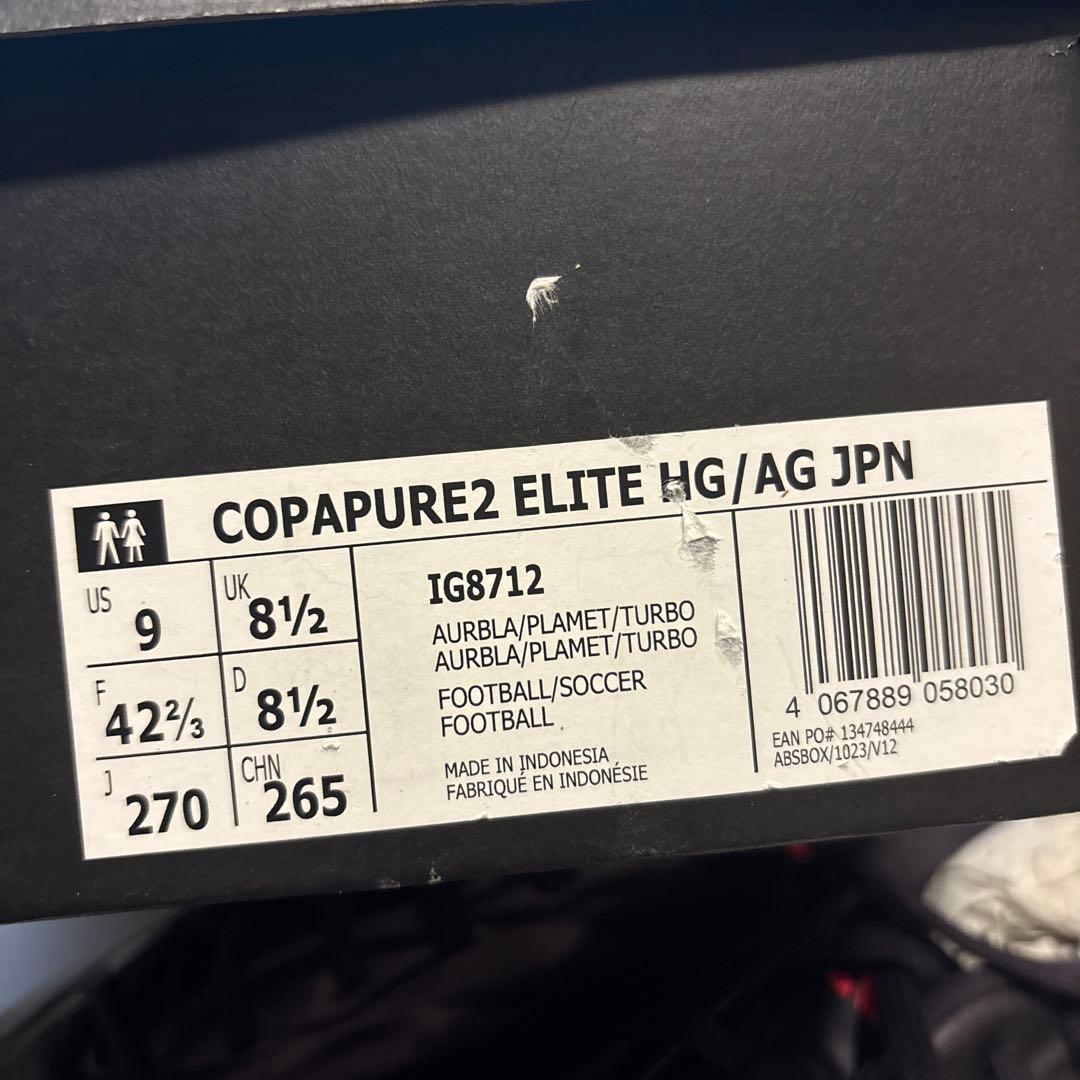 COPAPURE2 ELITE HG/AG JPN
US 9
UK 8½
F 42⅔
D 8½
J 270
CHN 265
IG8712
AURBLA/PLAMET/TURBO
AURBLA/PLAMET/TURBO
FOOTBALL/SOCCER
FOOTBALL
MADE IN INDONESIA
FABRIQUÉ EN INDONÉSIE
4 067889 058030
EAN PO# 134748444
ABSBOX/1023/V12